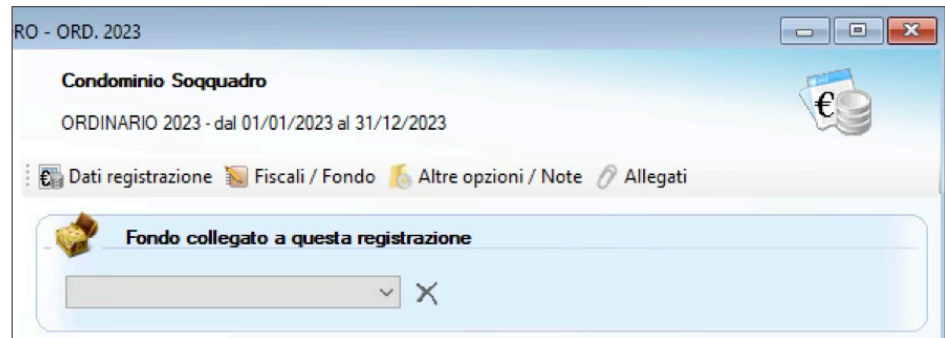 RO - ORD. 2023
Condominio Soqquadro
ORDINARIO 2023 - dal 01/01/2023 al 31/12/2023
Dati registrazione Fiscali / Fondo Altre opzioni / Note Allegati
Fondo collegato a questa registrazione